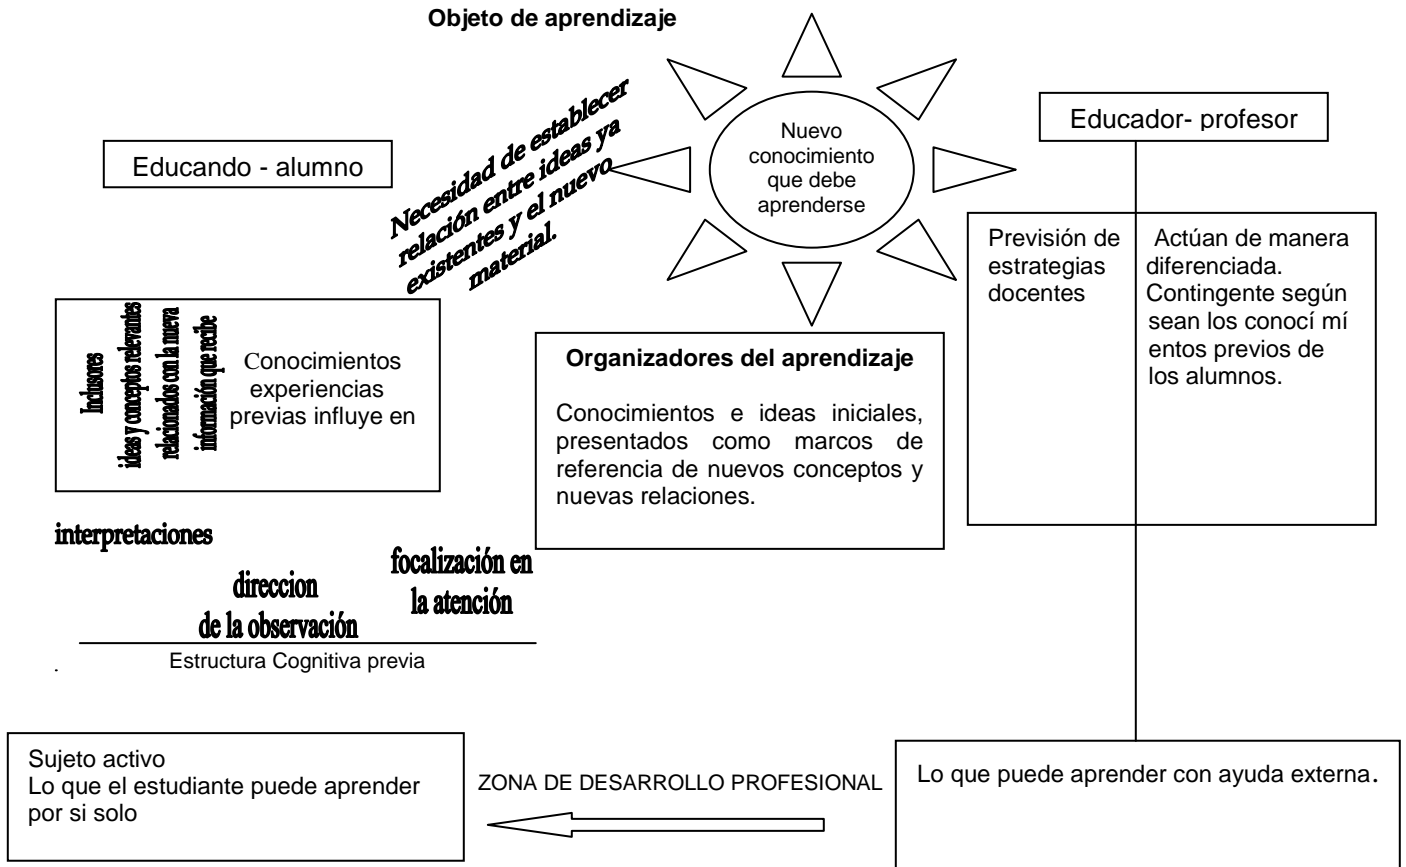 Objeto de aprendizaje
Necesidad de establecer
relación entre ideas ya
existentes y el nuevo
material.
Nuevo
conocimiento
que debe
aprenderse
Educador- profesor
Educando - alumno
Previsión de
estrategias
docentes
Actúan de manera
diferenciada.
Contingente según
sean los conocí mí
entos previos de
los alumnos.
Inclusores
ideas y conceptos relevantes
relacionados con la nueva
información que recibe
Conocimientos
experiencias
previas influye en
Organizadores del aprendizaje
Conocimientos e ideas iniciales,
presentados como marcos de
referencia de nuevos conceptos y
nuevas relaciones.
interpretaciones
direccion
de la observación
focalización en
la atención
Estructura Cognitiva previa
.
Sujeto activo
Lo que el estudiante puede aprender
por si solo
ZONA DE DESARROLLO PROFESIONAL
Lo que puede aprender con ayuda externa.